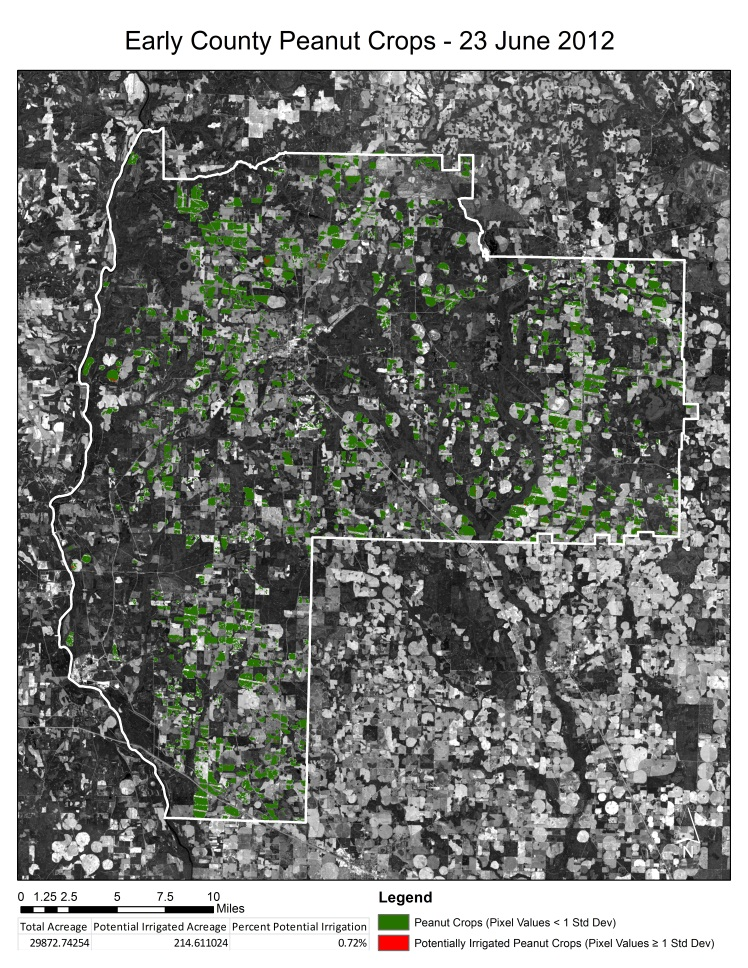 Early County Peanut Crops - 23 June 2012
N
0 1.25 2.5 5 7.5 10
Miles
Total Acreage Potential Irrigated Acreage Percent Potential Irrigation
29872.74254 214.611024 0.72%
Legend
Peanut Crops (Pixel Values < 1 Std Dev)
Potentially Irrigated Peanut Crops (Pixel Values ≥ 1 Std Dev)